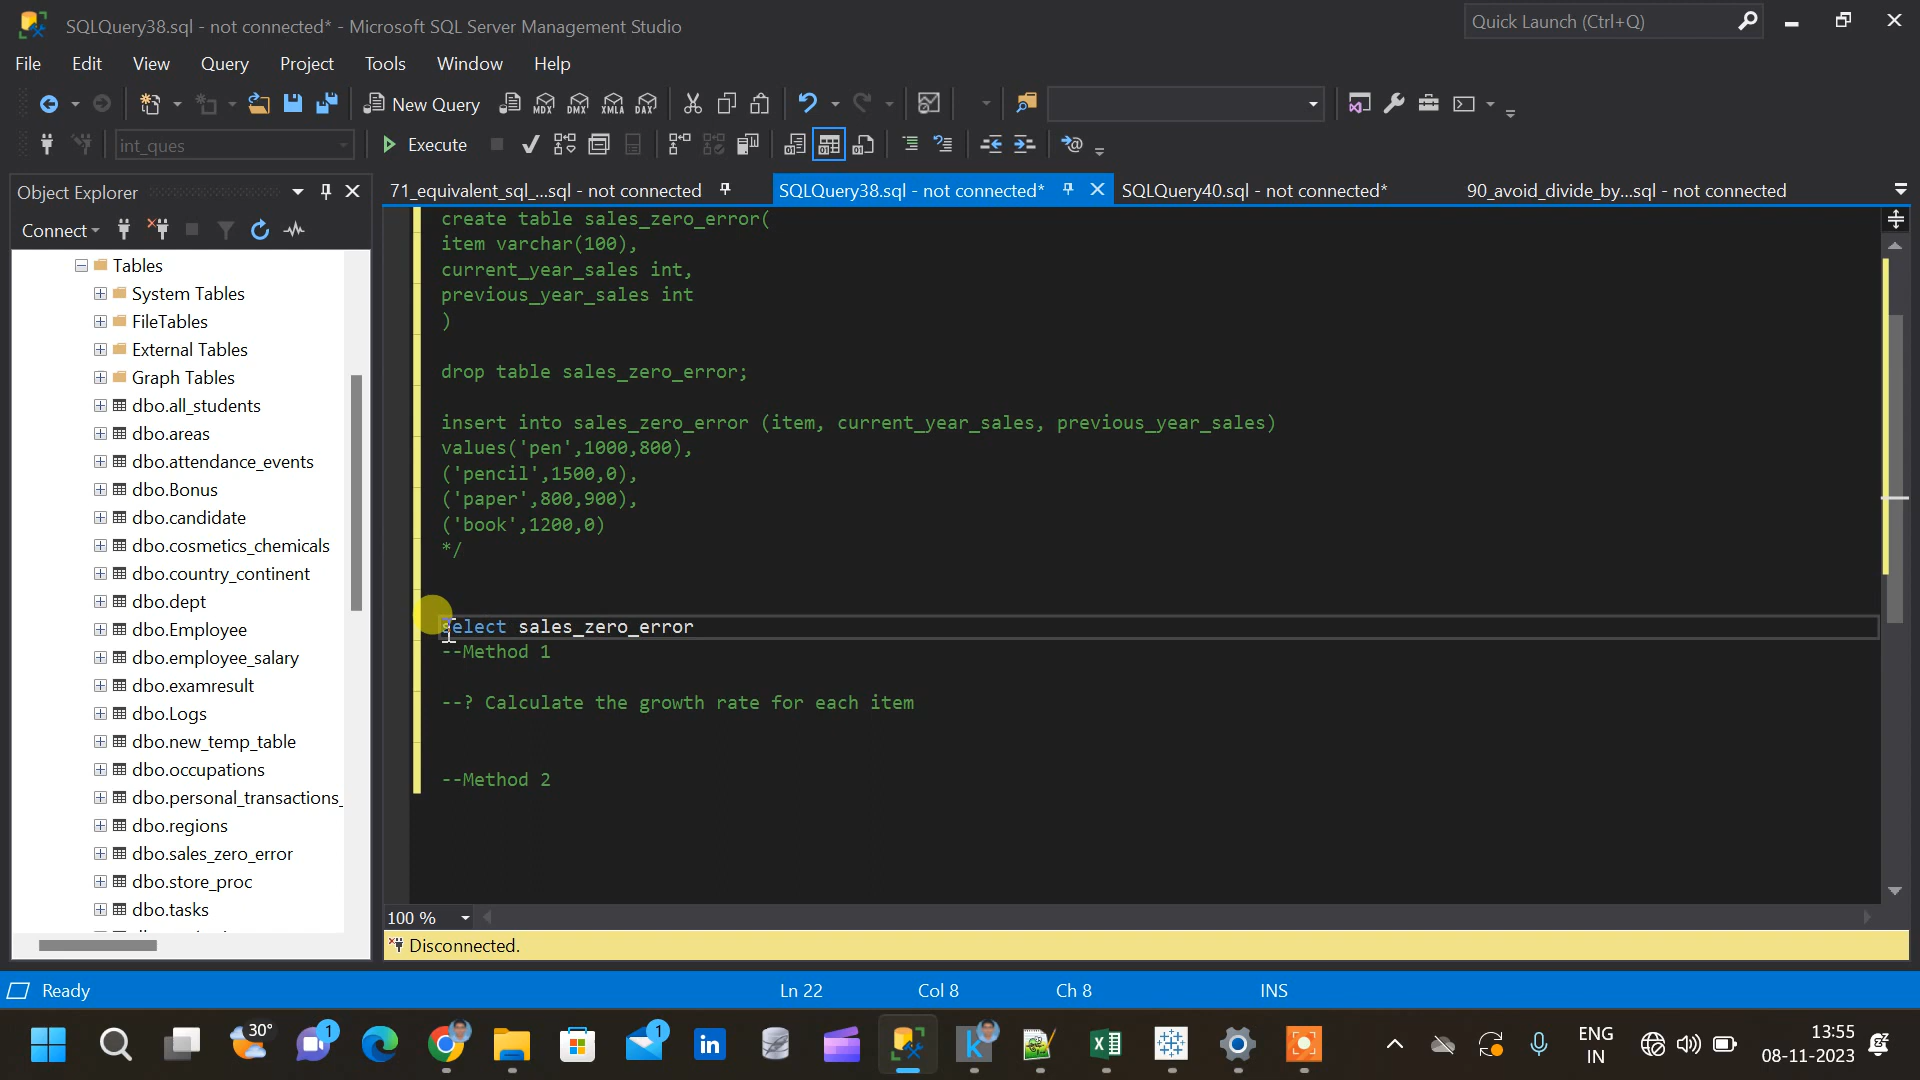 SQLQuery38.sql - not connected* - Microsoft SQL Server Management Studio
Quick Launch (Ctrl+Q)
File Edit View Query Project Tools Window Help
New Query MDX DMX XMLA DAX
int_ques Execute
Object Explorer
71_equivalent_sql_...sql - not connected SQLQuery38.sql - not connected* SQLQuery40.sql - not connected* 90_avoid_divide_by...sql - not connected
Connect
Tables
System Tables
FileTables
External Tables
Graph Tables
dbo.all_students
dbo.areas
dbo.attendance_events
dbo.Bonus
dbo.candidate
dbo.cosmetics_chemicals
dbo.country_continent
dbo.dept
dbo.Employee
dbo.employee_salary
dbo.examresult
dbo.Logs
dbo.new_temp_table
dbo.occupations
dbo.personal_transactions_
dbo.regions
dbo.sales_zero_error
dbo.store_proc
dbo.tasks
create table sales_zero_error(
item varchar(100),
current_year_sales int,
previous_year_sales int
)
drop table sales_zero_error;
insert into sales_zero_error (item, current_year_sales, previous_year_sales)
values('pen',1000,800),
('pencil',1500,0),
('paper',800,900),
('book',1200,0)
*/
select sales_zero_error
--Method 1
--? Calculate the growth rate for each item
--Method 2
100 %
Disconnected.
Ready Ln 22 Col 8 Ch 8 INS
30° 1 1 in K
ENG
IN
13:55
08-11-2023